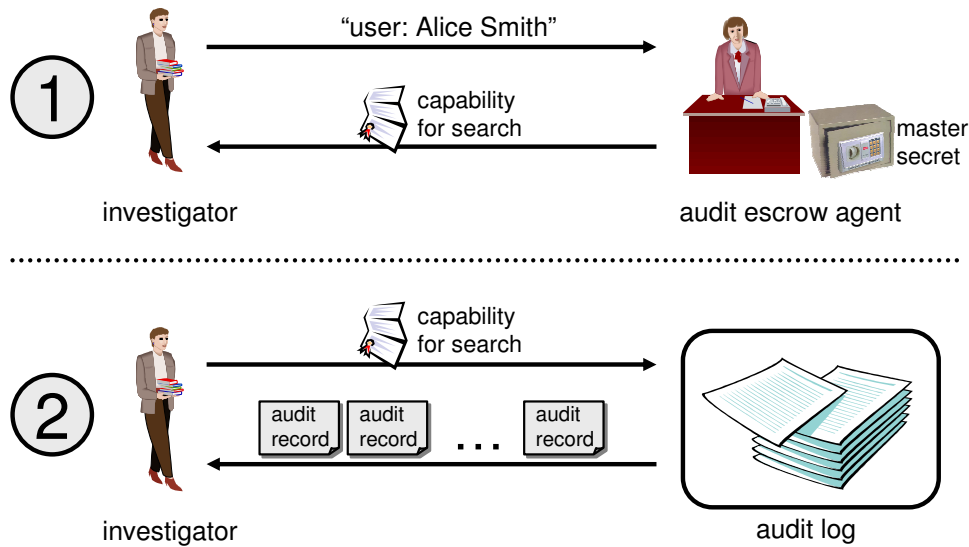 1
“user: Alice Smith”
capability
for search
master
secret
investigator
audit escrow agent
2
capability
for search
audit
record
audit
record
...
audit
record
investigator
audit log